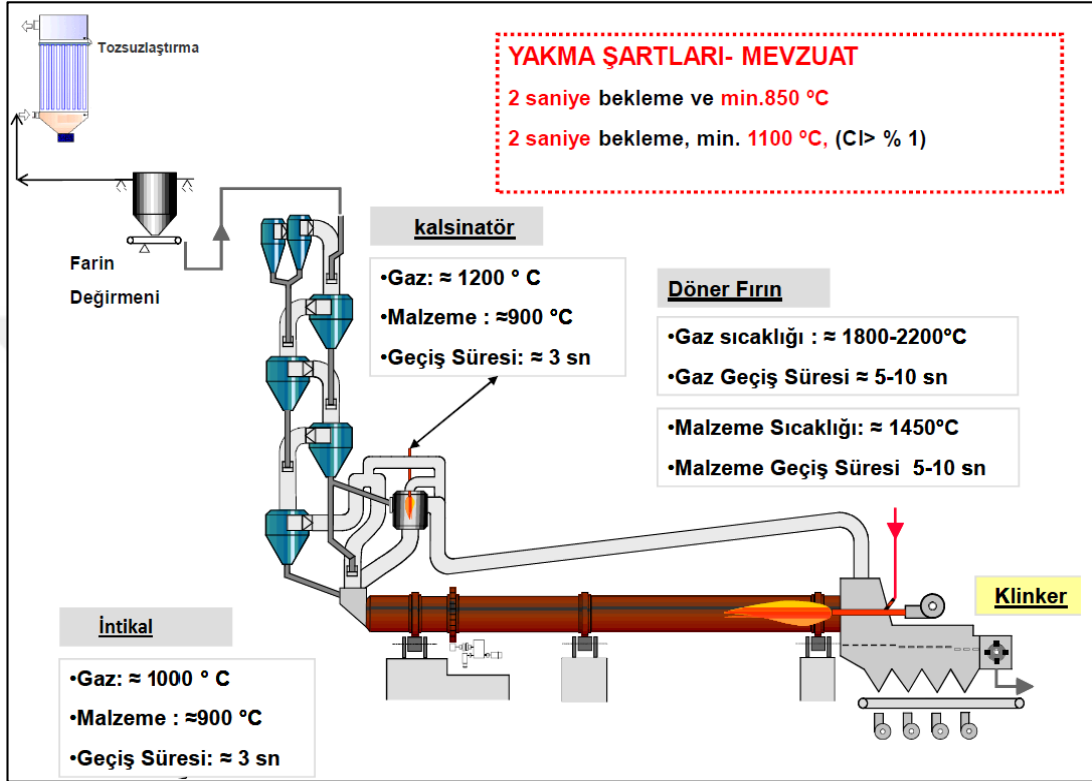 Tozsuzlaştırma
YAKMA ŞARTLARI- MEVZUAT
2 saniye bekleme ve min.850 ºC
2 saniye bekleme, min. 1100 ºC, (Cl> % 1)
Farin
Değirmeni
kalsinatör
•Gaz: ≈ 1200 º C
•Malzeme : ≈900 ºC
•Geçiş Süresi: ≈ 3 sn
Döner Fırın
•Gaz sıcaklığı : ≈ 1800-2200ºC
•Gaz Geçiş Süresi ≈ 5-10 sn
•Malzeme Sıcaklığı: ≈ 1450ºC
•Malzeme Geçiş Süresi 5-10 sn
Klinker
İntikal
•Gaz: ≈ 1000 º C
•Malzeme : ≈900 ºC
•Geçiş Süresi: ≈ 3 sn